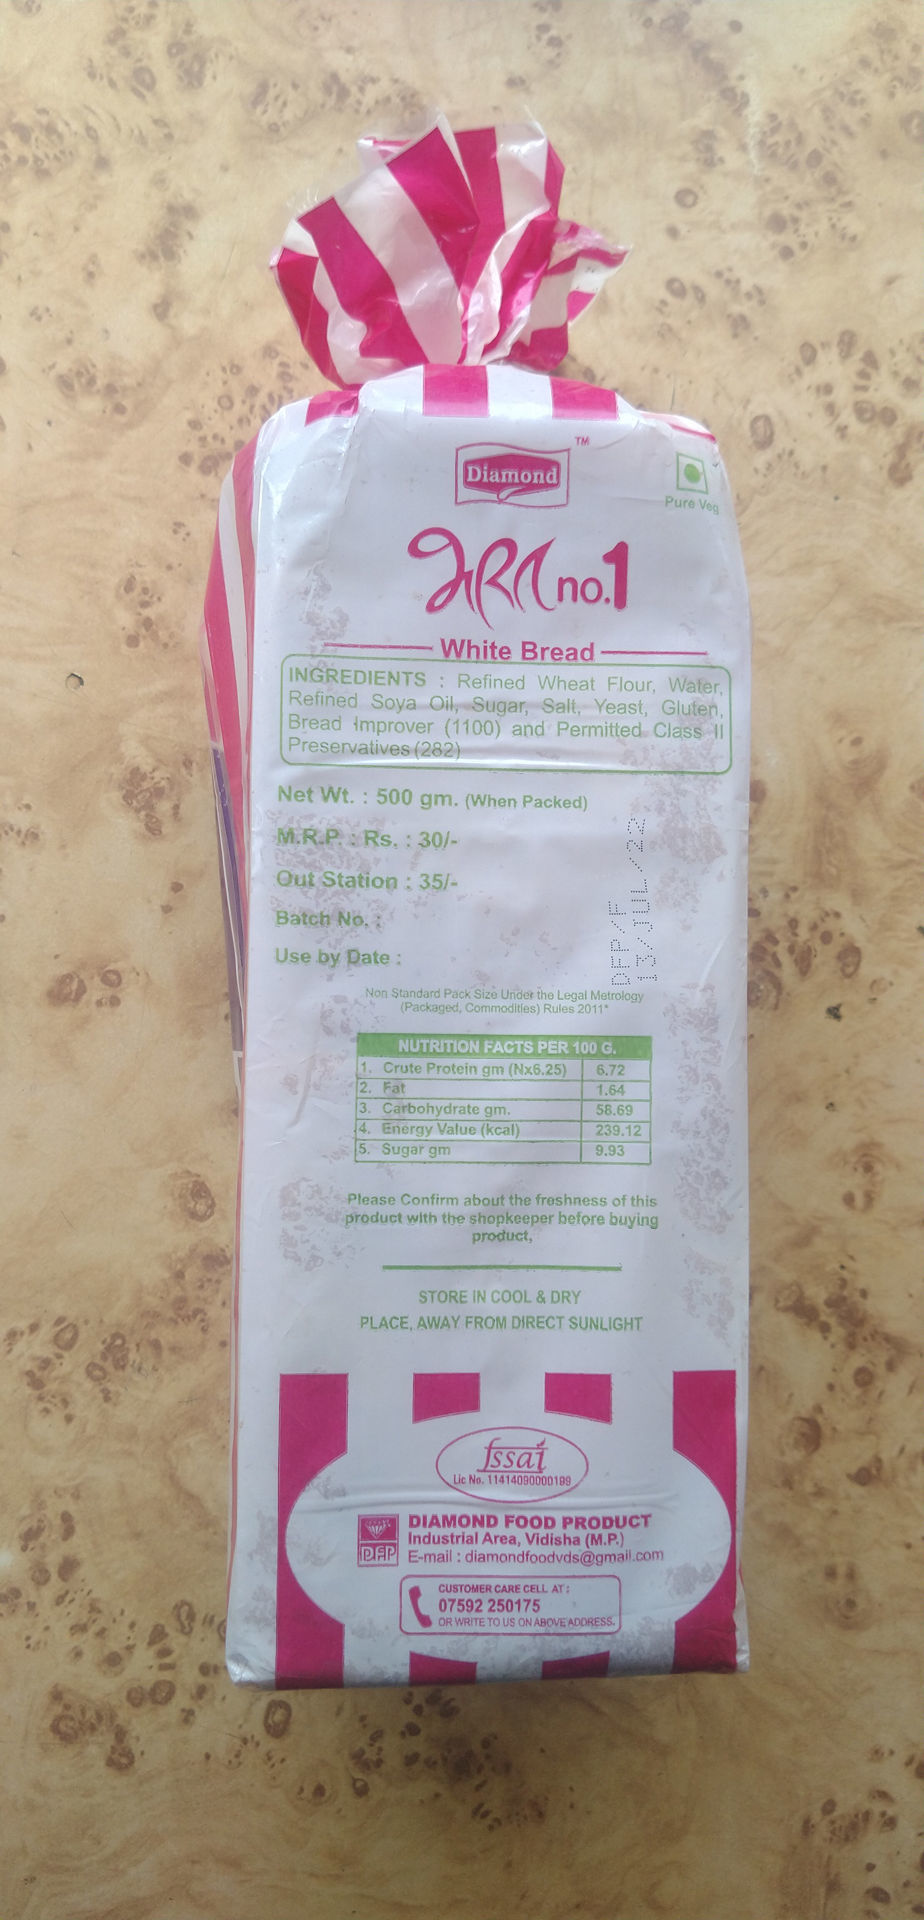 Diamond
TM
Pure Veg
भारत no.1
White Bread
INGREDIENTS : Refined Wheat Flour, Water,
Refined Soya Oil, Sugar, Salt, Yeast, Gluten,
Bread Improver (1100) and Permitted Class II
Preservatives (282)
Net Wt. : 500 gm. (When Packed)
M.R.P. : Rs. : 30/-
Out Station : 35/-
Batch No. :
Use by Date :
DFP/F
13/JUL/22
Non Standard Pack Size Under the Legal Metrology
(Packaged, Commodities) Rules 2011*
NUTRITION FACTS PER 100 G.
1. Crute Protein gm (Nx6.25) 6.72
2. Fat 1.64
3. Carbohydrate gm. 58.69
4. Energy Value (kcal) 239.12
5. Sugar gm 9.93
Please Confirm about the freshness of this
product with the shopkeeper before buying
product,
STORE IN COOL & DRY
PLACE, AWAY FROM DIRECT SUNLIGHT
fssai
Lic No. 11414090000199
DFP
DIAMOND FOOD PRODUCT
Industrial Area, Vidisha (M.P.)
E-mail : diamondfoodvds@gmail.com
CUSTOMER CARE CELL AT :
07592 250175
OR WRITE TO US ON ABOVE ADDRESS.